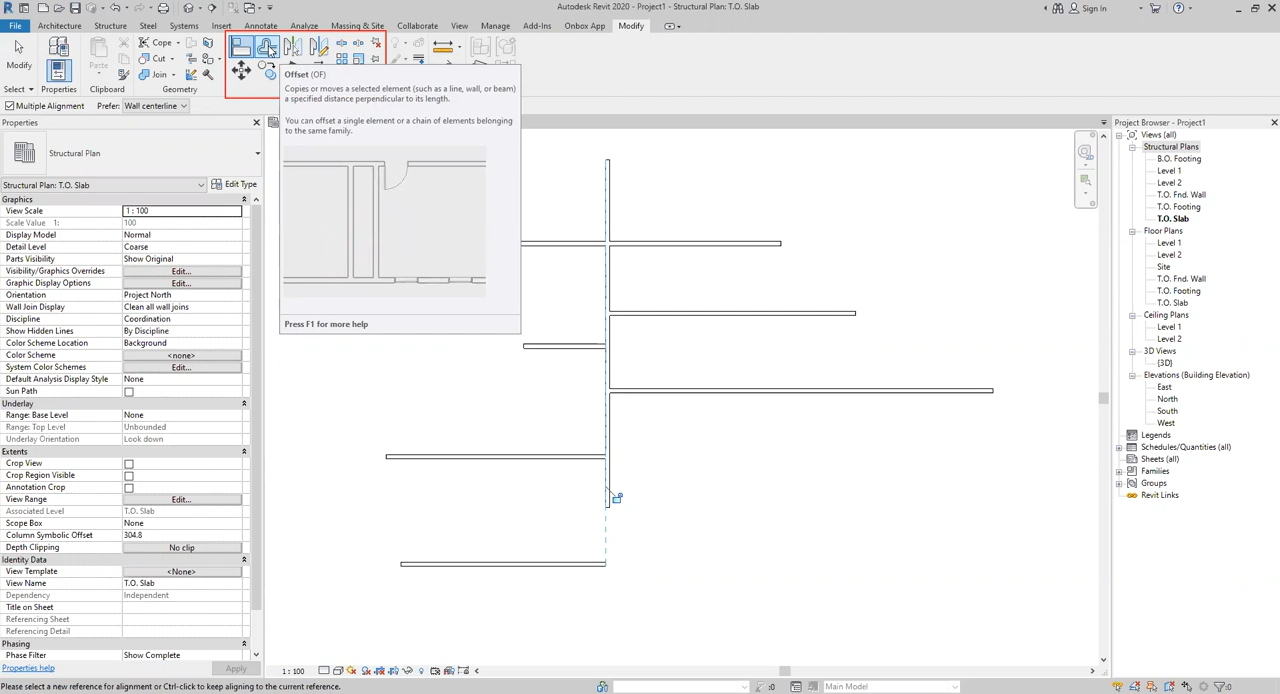 Autodesk Revit 2020 - Project1 - Structural Plan: T.O. Slab
Sign In
File Architecture Structure Steel Systems Insert Annotate Analyze Massing & Site Collaborate View Manage Add-Ins Onbox App Modify
Modify
Paste
Cope
Cut
Join
Select Properties Clipboard Geometry
Multiple Alignment Prefer: Wall centerline
Offset (OF)
Copies or moves a selected element (such as a line, wall, or beam)
a specified distance perpendicular to its length.
You can offset a single element or a chain of elements belonging
to the same family.
Press F1 for more help
Properties
Structural Plan
Structural Plan: T.O. Slab Edit Type
Graphics
View Scale 1 : 100
Scale Value 1: 100
Display Model Normal
Detail Level Coarse
Parts Visibility Show Original
Visibility/Graphics Overrides Edit...
Graphic Display Options Edit...
Orientation Project North
Wall Join Display Clean all wall joins
Discipline Coordination
Show Hidden Lines By Discipline
Color Scheme Location Background
Color Scheme <none>
System Color Schemes Edit...
Default Analysis Display Style None
Sun Path
Underlay
Range: Base Level None
Range: Top Level Unbounded
Underlay Orientation Look down
Extents
Crop View
Crop Region Visible
Annotation Crop
View Range Edit...
Associated Level T.O. Slab
Scope Box None
Column Symbolic Offset 304.8
Depth Clipping No clip
Identity Data
View Template <None>
View Name T.O. Slab
Dependency Independent
Title on Sheet
Referencing Sheet
Referencing Detail
Phasing
Phase Filter Show Complete
Properties help Apply
Project Browser - Project1
Views (all)
Structural Plans
B.O. Footing
Level 1
Level 2
T.O. Fnd. Wall
T.O. Footing
T.O. Slab
Floor Plans
Level 1
Level 2
Site
T.O. Fnd. Wall
T.O. Footing
T.O. Slab
Ceiling Plans
Level 1
Level 2
3D Views
{3D}
Elevations (Building Elevation)
East
North
South
West
Legends
Schedules/Quantities (all)
Sheets (all)
Families
Groups
Revit Links
1 : 100
Please select a new reference for alignment or Ctrl-click to keep aligning to the current reference. :0 Main Model :0